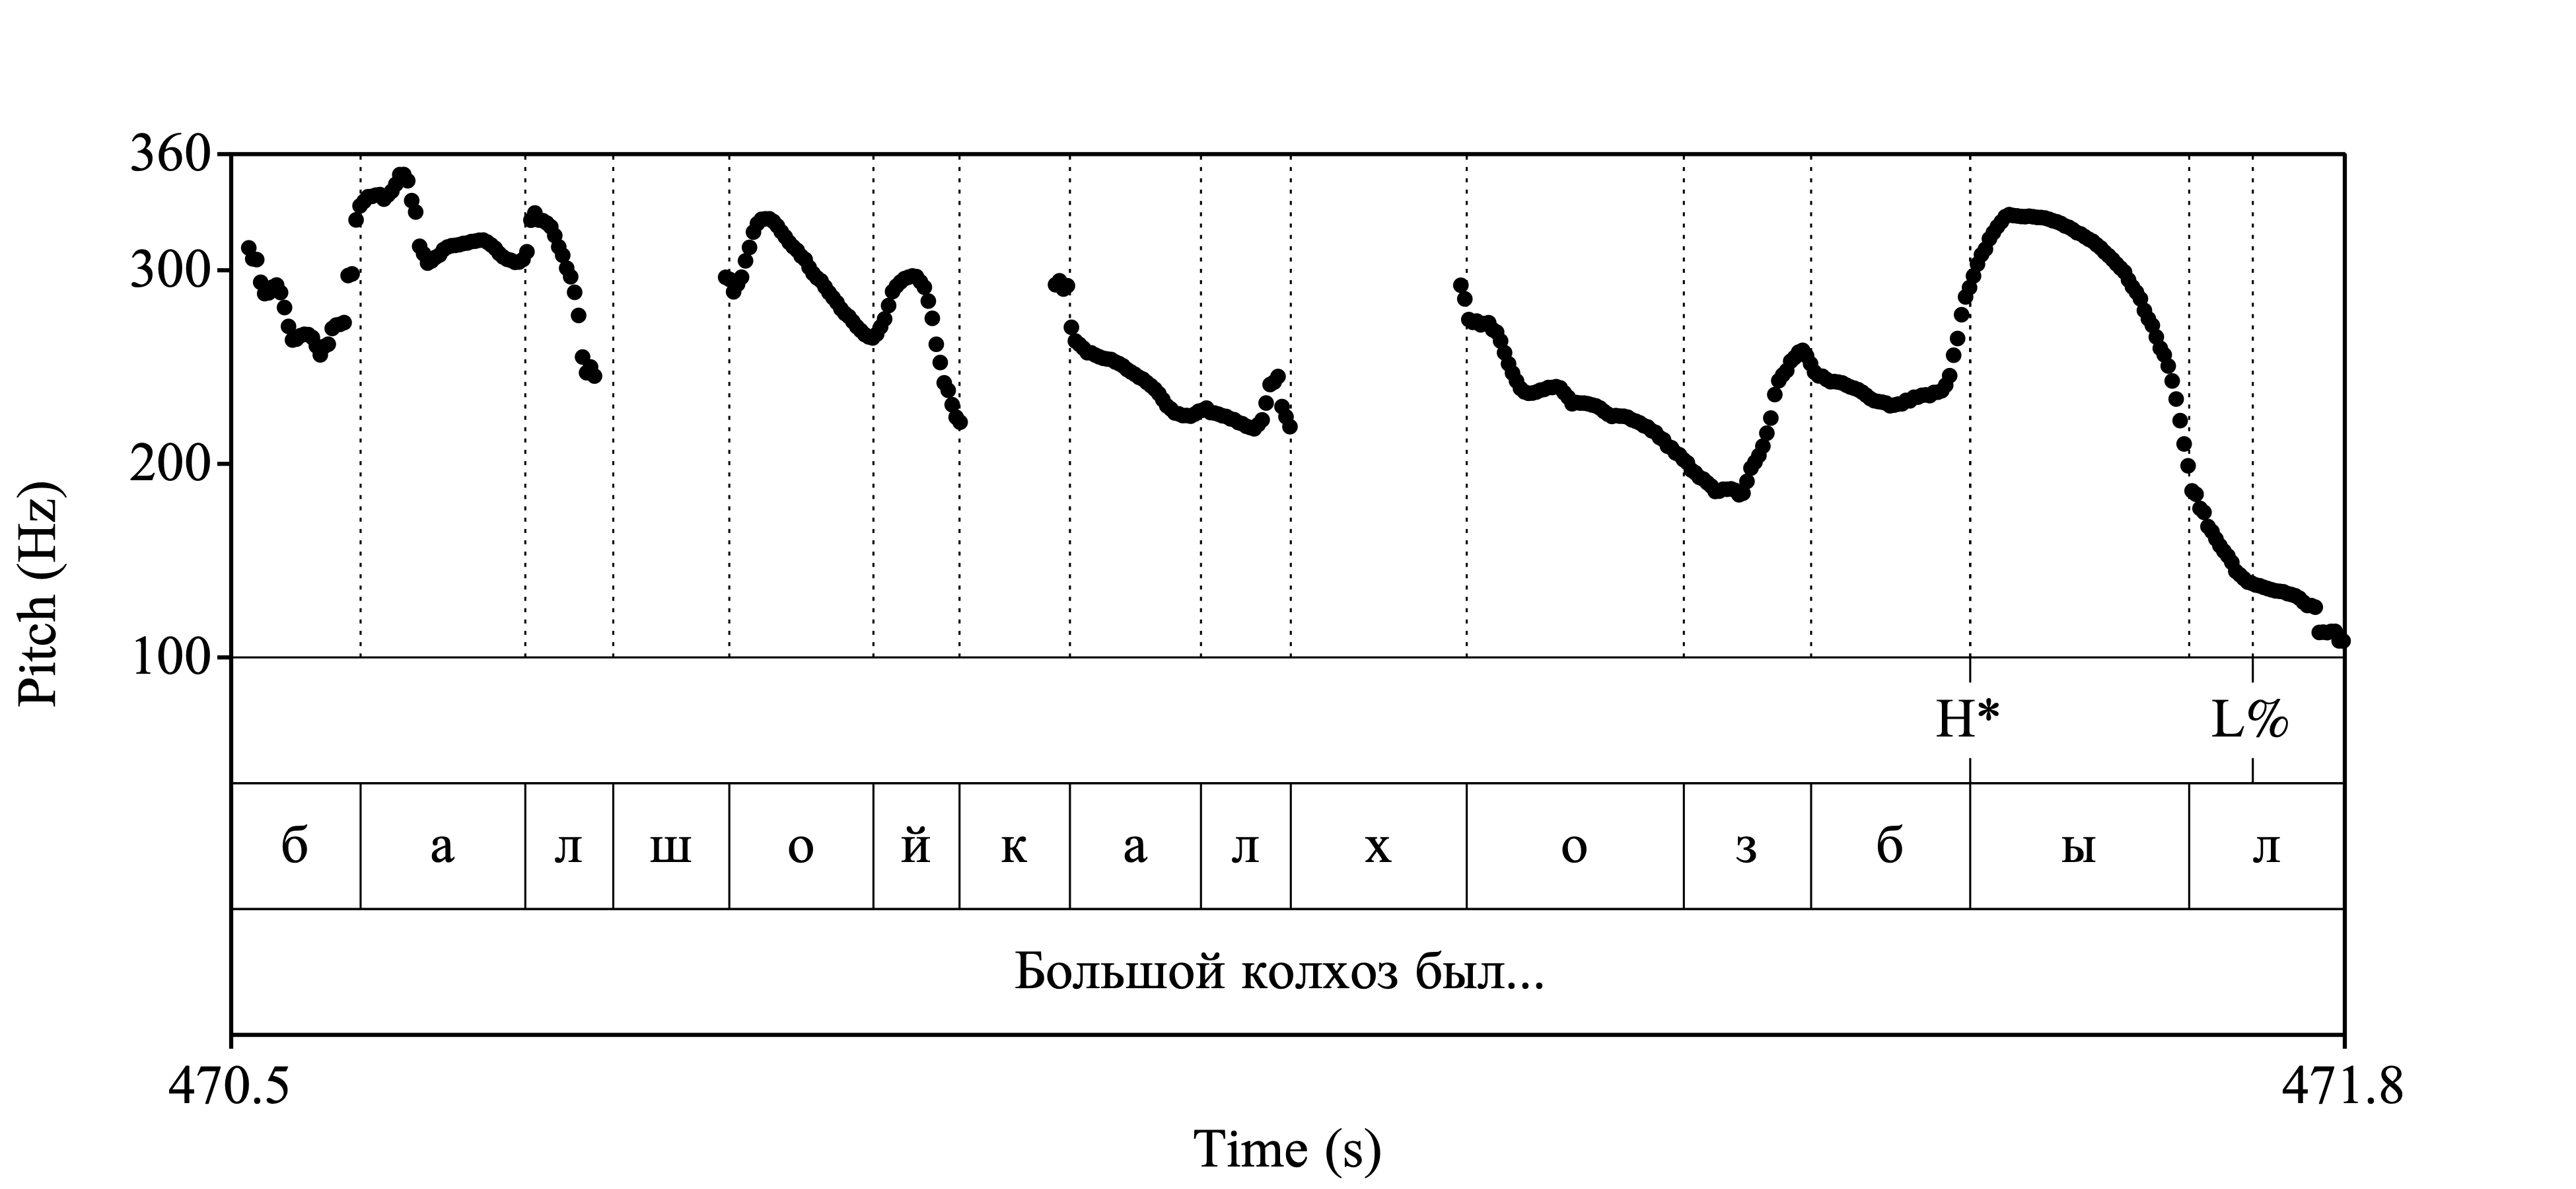 360
300
200
100
Pitch (Hz)
H* L%
б а л ш о й к а л х о з б ы л
Большой колхоз был...
470.5 471.8
Time (s)